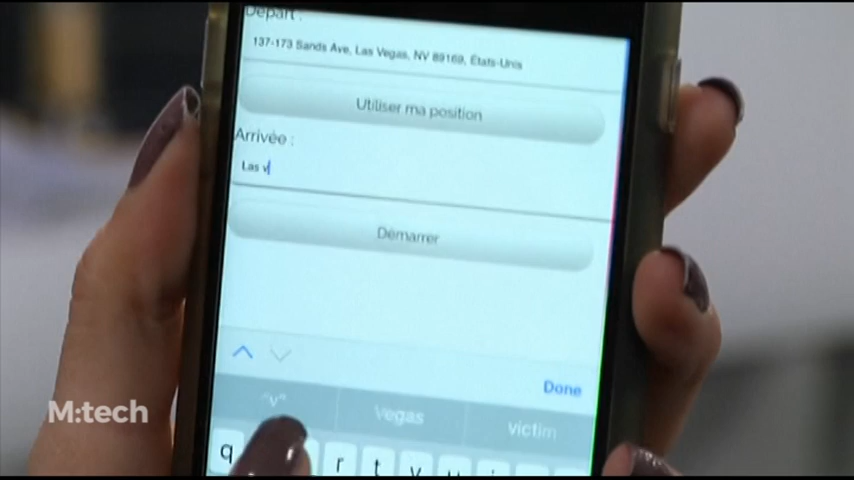 Départ :
137-173 Sands Ave, Las Vegas, NV 89169, États-Unis
Utiliser ma position
Arrivée :
Las v
Démarrer
Done
"v" Vegas victim
M:tech
q r t y u i